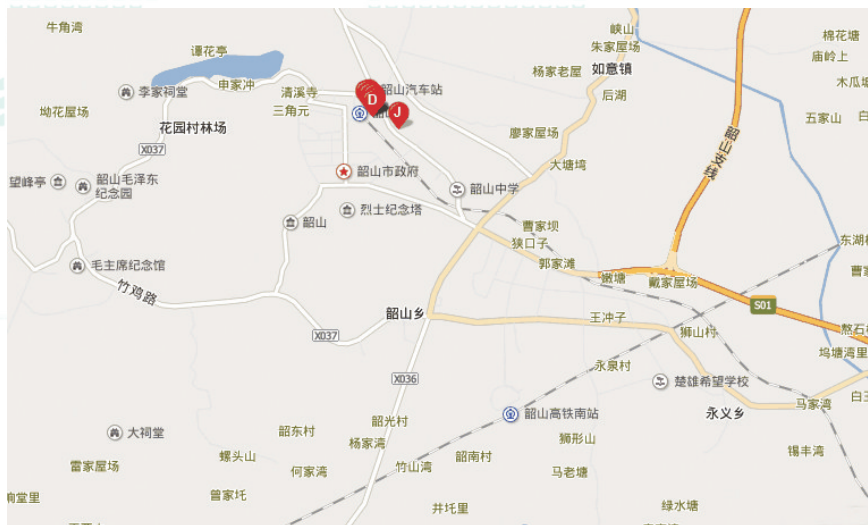 牛角湾
谭花亭
峡山
朱家屋场
棉花塘
庙岭上
杨家老屋
如意镇
木瓜塘
李家祠堂
申家冲
清溪寺
韶山汽车站
后湖
坳花屋场
三角元
D
J
五家山
花园村林场
廖家屋场
韶山支线
X037
大塘坞
望峰亭
韶山毛泽东
纪念园
韶山市政府
韶山中学
韶山
烈士纪念塔
曹家坝
狭口子
郭家滩
毛主席纪念馆
嫩塘
戴家屋场
竹鸡路
S01
韶山乡
王冲子
狮山村
X037
永泉村
坞塘湾里
X036
楚雄希望学校
马家湾
韶山高铁南站
永义乡
大祠堂
韶东村
韶光村
杨家湾
狮形山
锡丰湾
雷家屋场
螺头山
何家湾
竹山湾
韶南村
马老塘
曾家圫
井圫里
绿水塘